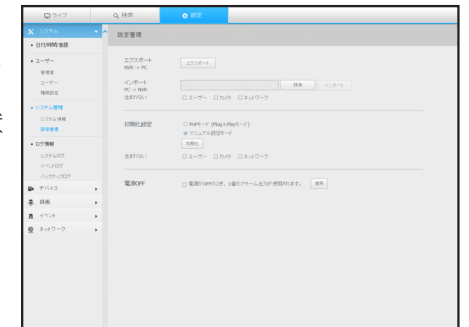 ライブ
検索
設定
システム
設定管理
日付/時間/言語
ユーザー
管理者
ユーザー
権限設定
システム管理
システム情報
設定管理
ログ情報
システムログ
イベントログ
バックアップログ
デバイス
録画
イベント
ネットワーク
エクスポート
NVR -> PC
エクスポート
インポート
PC -> NVR
検索
インポート
含まれない
ユーザー
カメラ
ネットワーク
初期化設定
PnPモード (Plug & Playモード)
マニュアル設定モード
初期化
含まれない
ユーザー
カメラ
ネットワーク
電源OFF
電源がOFFのとき、1番のアラーム出力が使用されます。